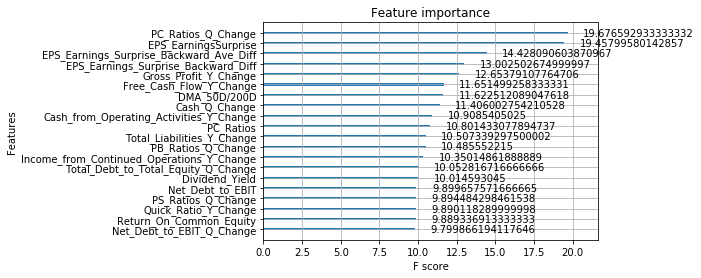 Feature importance
PC_Ratios_Q_Change 19.676592933333332
EPS_EarningsSurprise 19.45799580142857
EPS_Earnings_Surprise_Backward_Ave_Diff 14.428090603870967
EPS_Earnings_Surprise_Backward_Diff 13.002502674999997
Gross_Profit_Y_Change 12.65379107764706
Free_Cash_Flow_Y_Change 11.651499258333331
DMA_50D/200D 11.622512089047618
Cash_Q_Change 11.406002754210528
Cash_from_Operating_Activities_Y_Change 10.9085405025
PC_Ratios 10.801433077894737
Total_Liabilities_Y_Change 10.507339297500002
PB_Ratios_Q_Change 10.485552215
Income_from_Continued_Operations_Y_Change 10.35014861888889
Total_Debt_to_Total_Equity_Q_Change 10.052816716666666
Dividend_Yield 10.014593045
Net_Debt_to_EBIT 9.899657571666665
PS_Ratios_Q_Change 9.894484298461538
Quick_Ratio_Y_Change 9.890118289999998
Return_On_Common_Equity 9.889336913333333
Net_Debt_to_EBIT_Q_Change 9.799866194117646
Features
0.0 2.5 5.0 7.5 10.0 12.5 15.0 17.5 20.0
F score